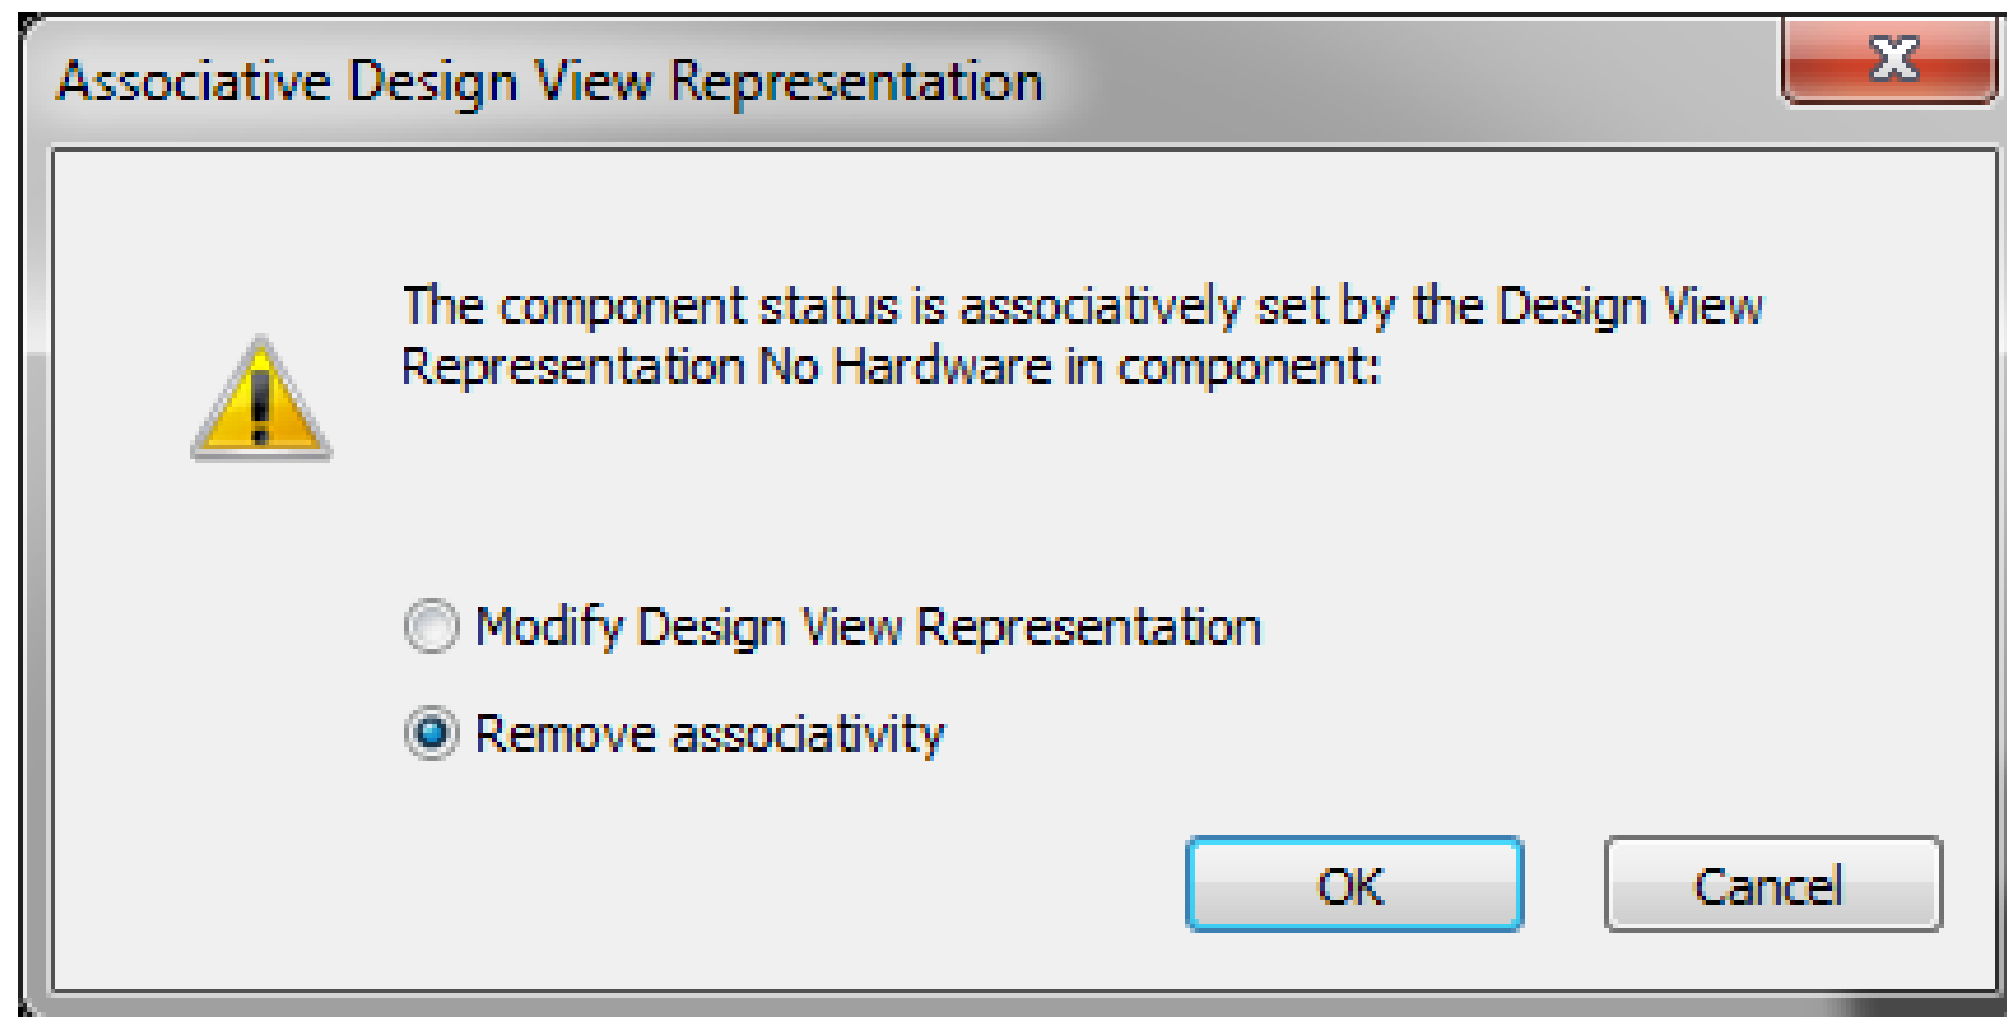 Associative Design View Representation
The component status is associatively set by the Design View
Representation No Hardware in component:
Modify Design View Representation
Remove associativity
OK
Cancel